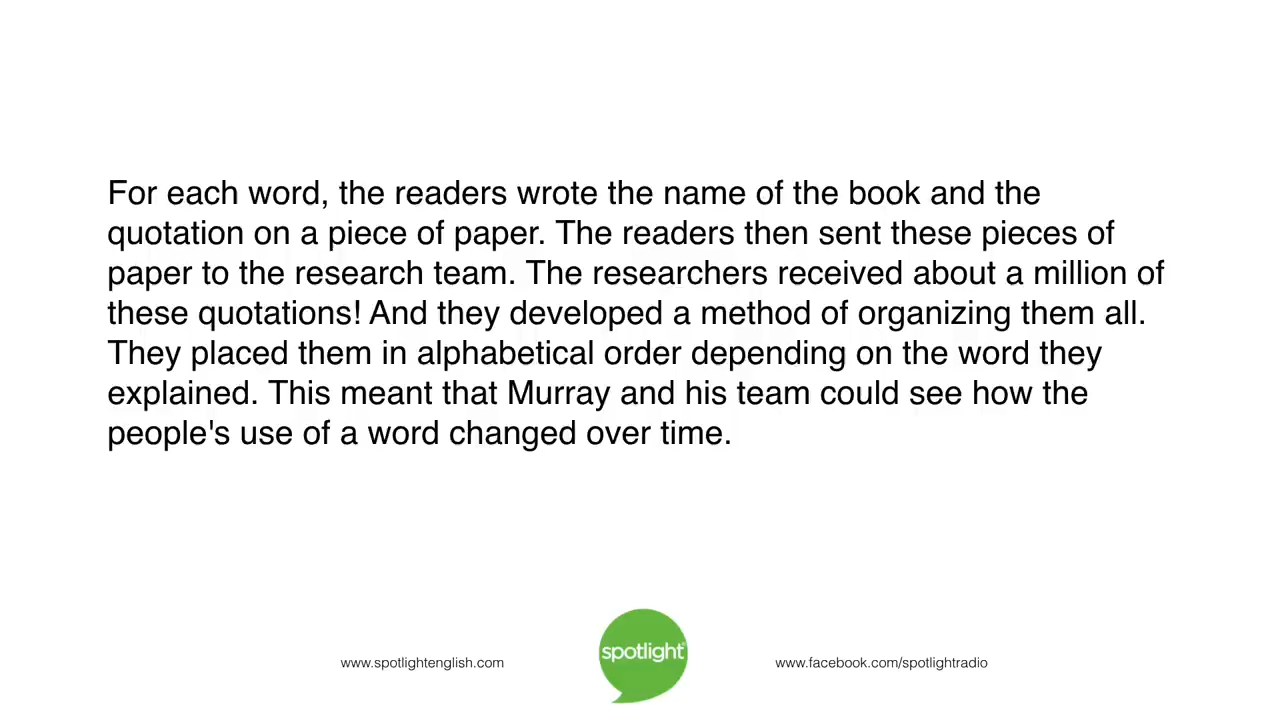 For each word, the readers wrote the name of the book and the
quotation on a piece of paper. The readers then sent these pieces of
paper to the research team. The researchers received about a million of
these quotations! And they developed a method of organizing them all.
They placed them in alphabetical order depending on the word they
explained. This meant that Murray and his team could see how the
people's use of a word changed over time.
www.spotlightenglish.com
spotlight
www.facebook.com/spotlightradio